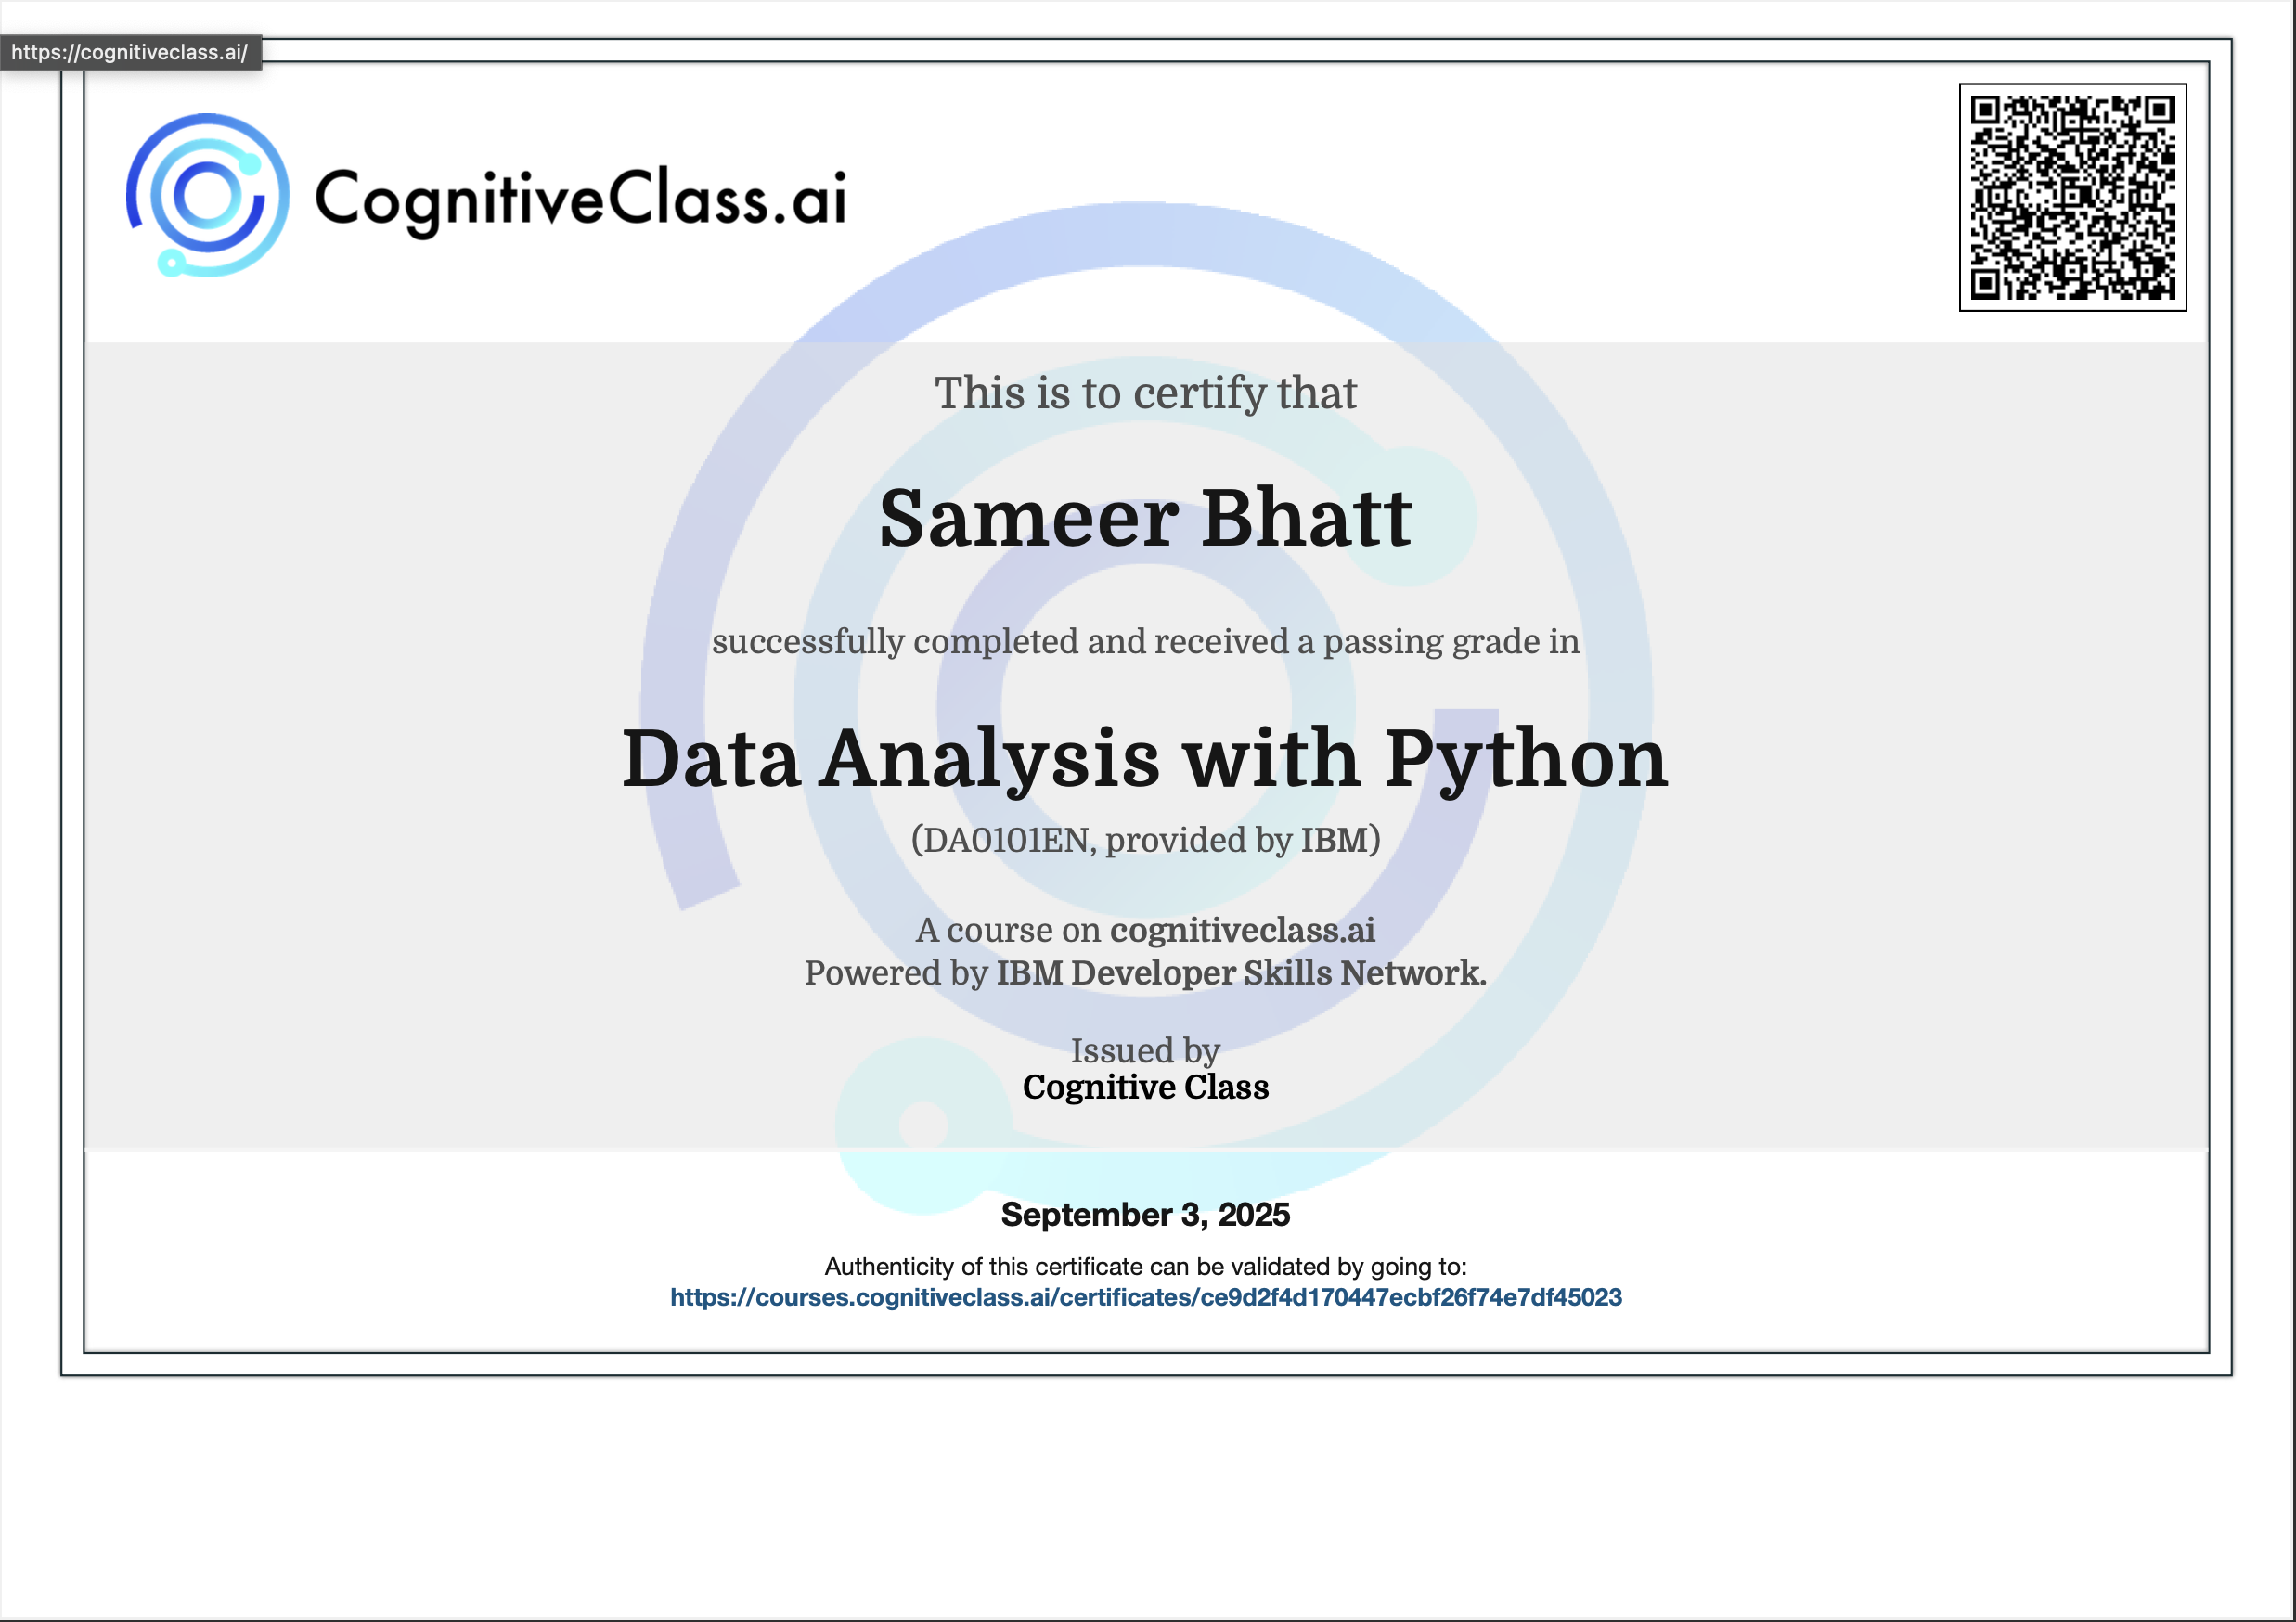 https://cognitiveclass.ai/
CognitiveClass.ai
This is to certify that
Sameer Bhatt
successfully completed and received a passing grade in
Data Analysis with Python
(DA0101EN, provided by IBM)
A course on cognitiveclass.ai
Powered by IBM Developer Skills Network.
Issued by
Cognitive Class
September 3, 2025
Authenticity of this certificate can be validated by going to:
https://courses.cognitiveclass.ai/certificates/ce9d2f4d170447ecbf26f74e7df45023